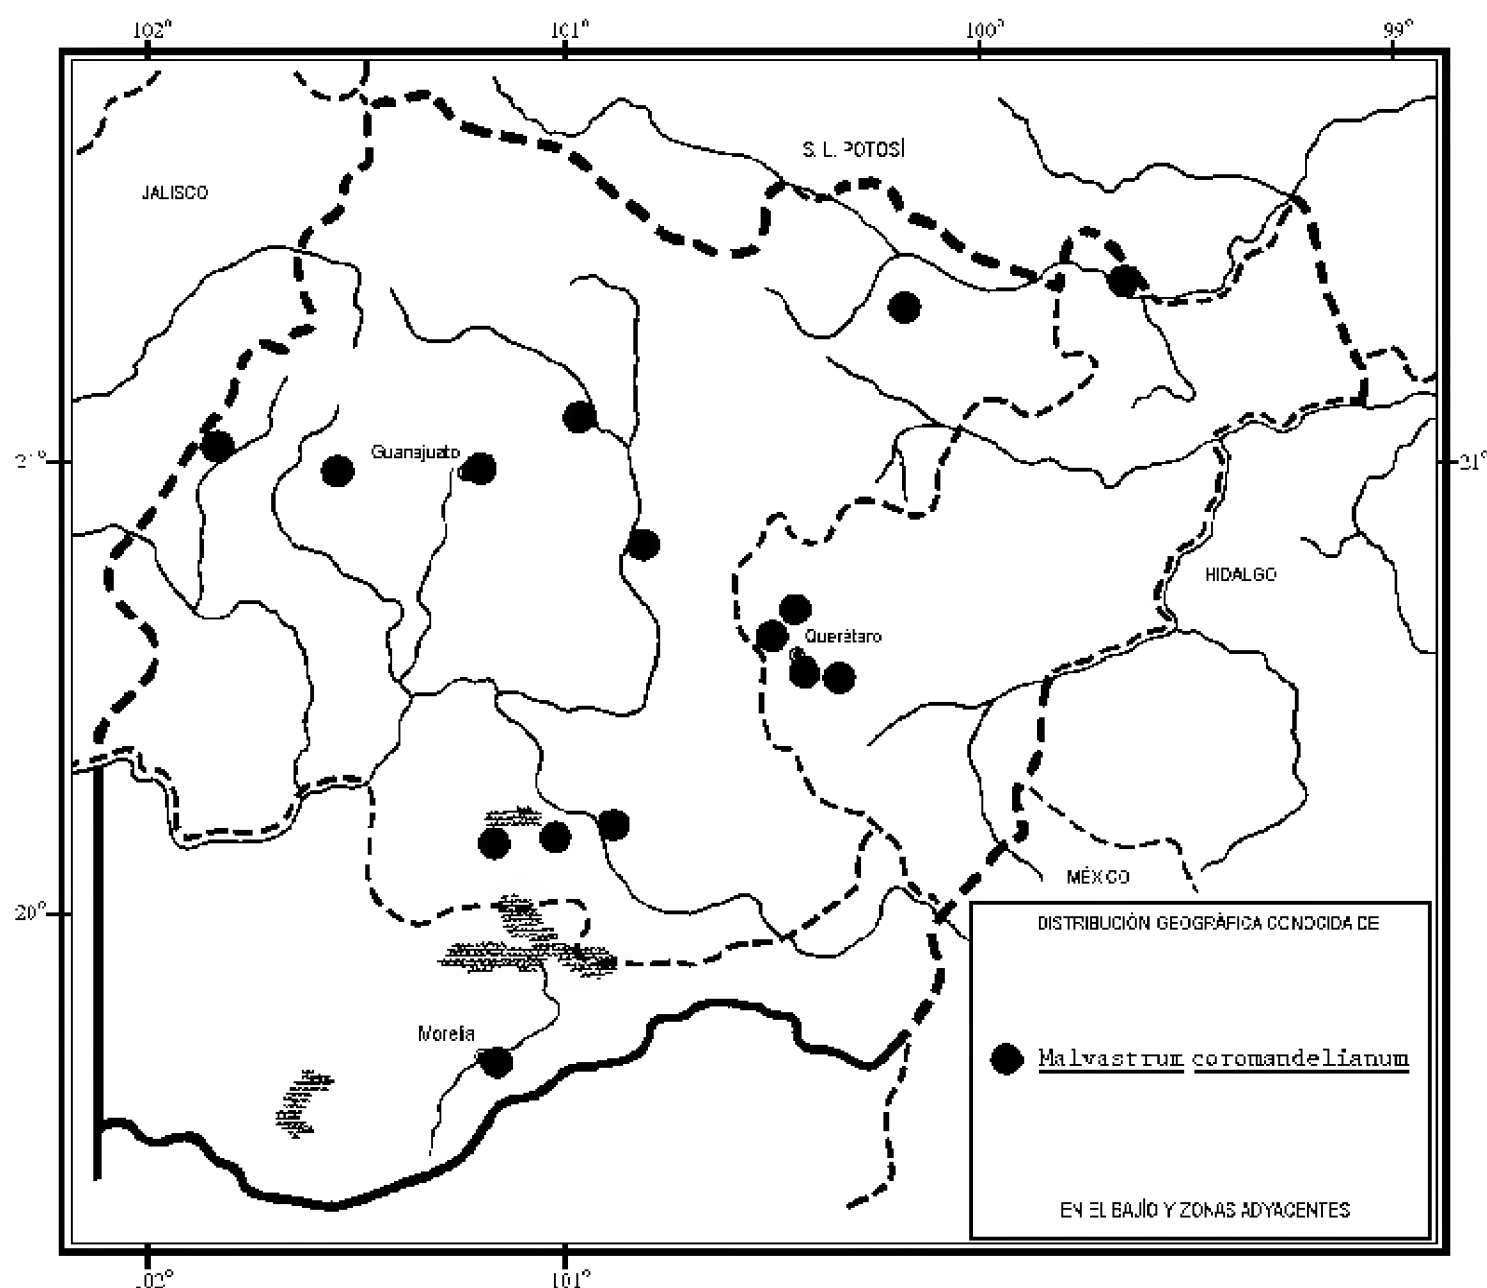 102° 101° 100° 99°
S. L. POTOSÍ
JALISCO
Guanajuato
21° 21°
HIDALGO
Querétaro
MÉXICO
20°
DISTRIBUCIÓN GEOGRÁFICA CONOCIDA DE
Morelia
Malvastrum coromandelianum
EN EL BAJÍO Y ZONAS ADYACENTES
102° 101°